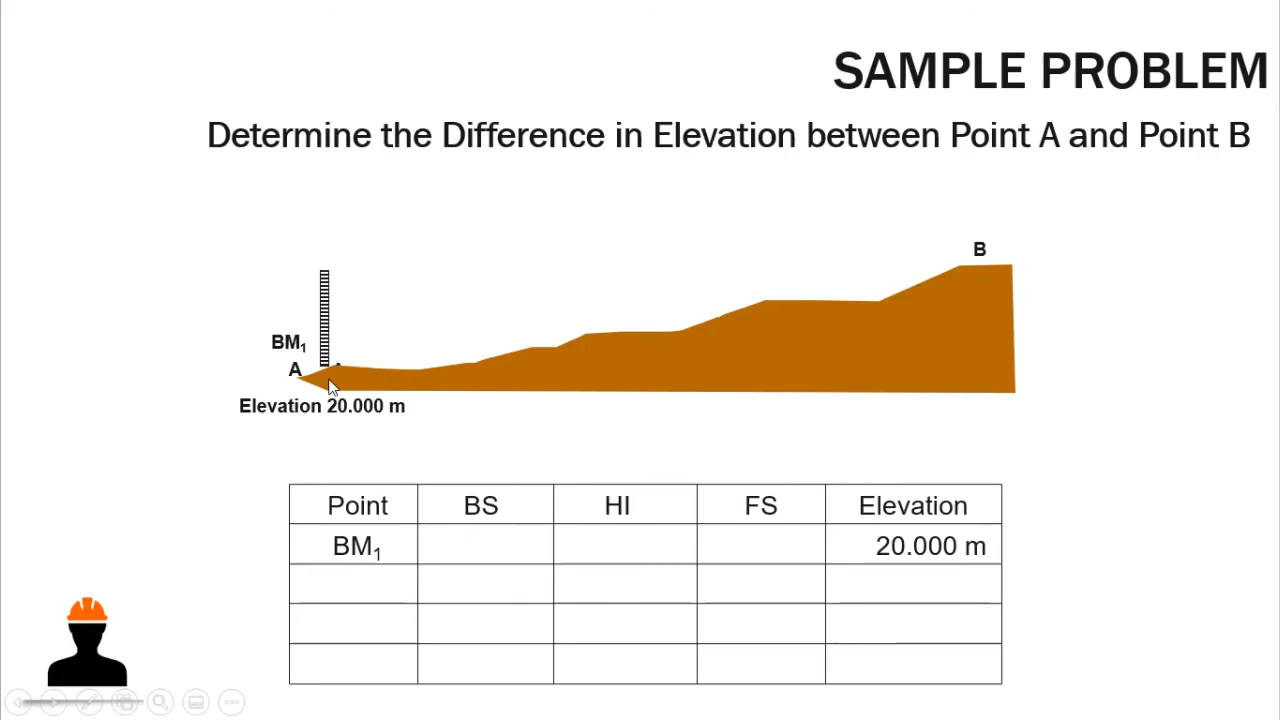 SAMPLE PROBLEM
Determine the Difference in Elevation between Point A and Point B
B
BM₁
A
Elevation 20.000 m
Point BS HI FS Elevation
BM₁ 20.000 m